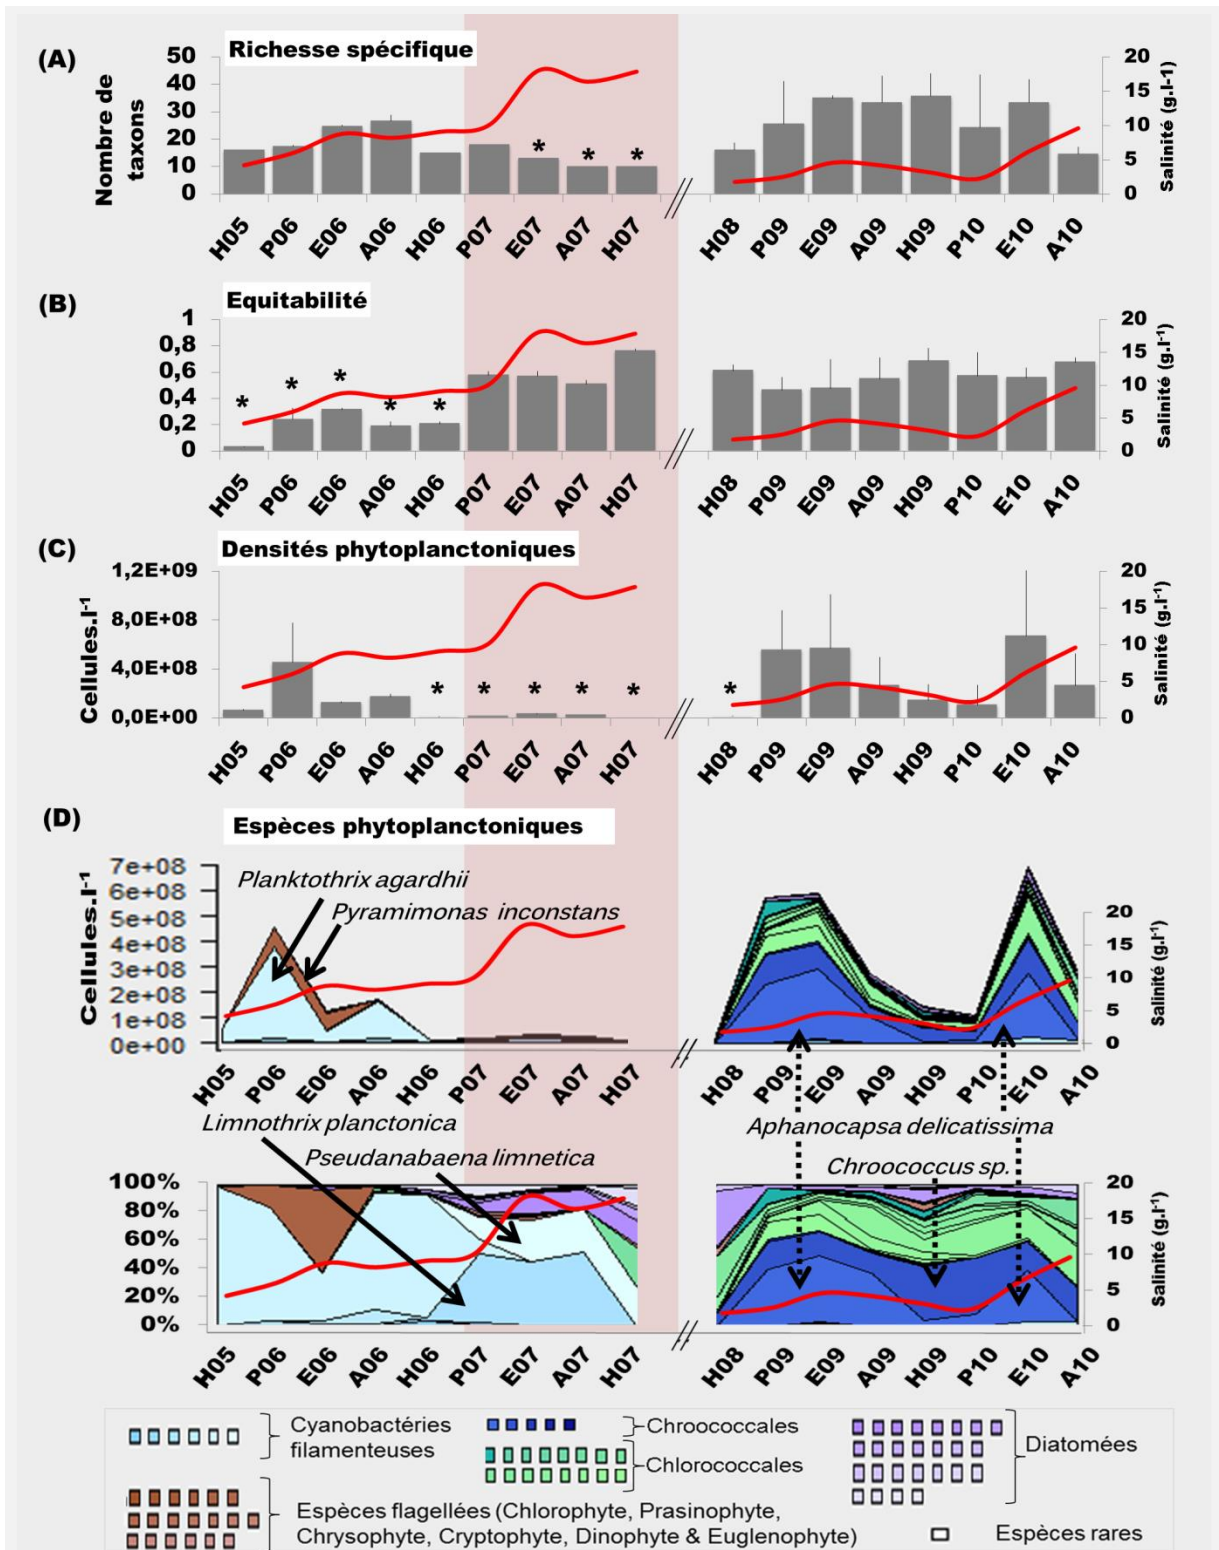 (A)
Richesse spécifique
Nombre de
taxons
50
40
30
20
10
0
* * *
20
15
10
5
0
Salinité (g.l-1)
H05 P06 E06 A06 H06 P07 E07 A07 H07 // H08 P09 E09 A09 H09 P10 E10 A10
(B)
Equitabilité
1
0,8
0,6
0,4
0,2
0
* * * * *
20
15
10
5
0
Salinité (g.l-1)
H05 P06 E06 A06 H06 P07 E07 A07 H07 // H08 P09 E09 A09 H09 P10 E10 A10
(C)
Densités phytoplanctoniques
Cellules.l-1
1,2E+09
8,0E+08
4,0E+08
0,0E+00
* * * * * *
20
15
10
5
0
Salinité (g.l-1)
H05 P06 E06 A06 H06 P07 E07 A07 H07 // H08 P09 E09 A09 H09 P10 E10 A10
(D)
Espèces phytoplanctoniques
Cellules.l-1
7e+08
6e+08
5e+08
4e+08
3e+08
2e+08
1e+08
0e+00
Planktothrix agardhii
Pyramimonas inconstans
20
15
10
5
0
Salinité (g.l-1)
H05 P06 E06 A06 H06 P07 E07 A07 H07 // H08 P09 E09 A09 H09 P10 E10 A10
Limnothrix planctonica
Pseudanabaena limnetica
Aphanocapsa delicatissima
Chroococcus sp.
100%
80%
60%
40%
20%
0%
20
15
10
5
0
Salinité (g.l-1)
H05 P06 E06 A06 H06 P07 E07 A07 H07 // H08 P09 E09 A09 H09 P10 E10 A10
Cyanobactéries
filamenteuses
Chroococcales
Chlorococcales
Diatomées
Espèces flagellées (Chlorophyte, Prasinophyte,
Chrysophyte, Cryptophyte, Dinophyte & Euglenophyte)
Espèces rares